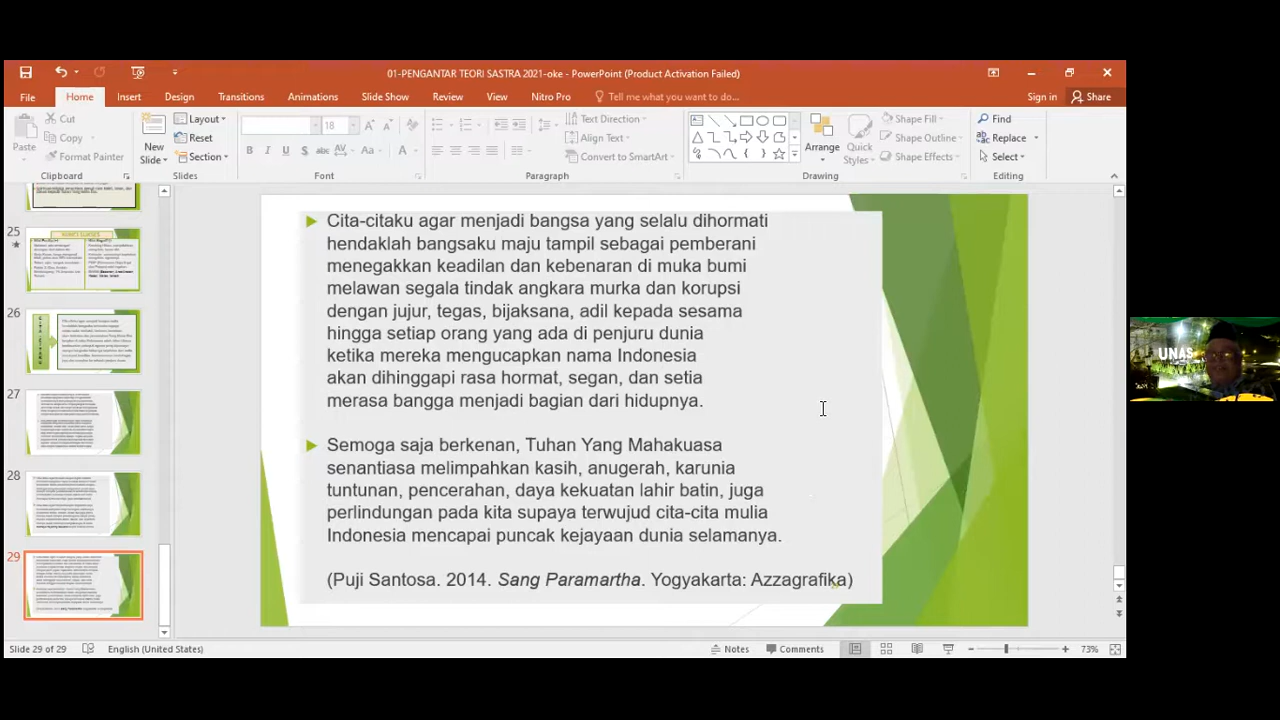 01-PENGANTAR TEORI SASTRA 2021-oke - PowerPoint (Product Activation Failed)
File Home Insert Design Transitions Animations Slide Show Review View Nitro Pro Tell me what you want to do... Sign in Share
Cut
Copy
Format Painter
Paste
Clipboard
New
Slide
Layout
Reset
Section
Slides
18
Font
Text Direction
Align Text
Convert to SmartArt
Paragraph
Arrange
Quick
Styles
Shape Fill
Shape Outline
Shape Effects
Drawing
Find
Replace
Select
Editing
25
26
27
28
29
Cita-citaku agar menjadi bangsa yang selalu dihormati
hendaklah bangsaku maju tampil sebagai pemberani
menegakkan keadilan dan kebenaran di muka bumi
melawan segala tindak angkara murka dan korupsi
dengan jujur, tegas, bijaksana, adil kepada sesama
hingga setiap orang yang ada di penjuru dunia
ketika mereka mengucapkan nama Indonesia
akan dihinggapi rasa hormat, segan, dan setia
merasa bangga menjadi bagian dari hidupnya.
Semoga saja berkenan, Tuhan Yang Mahakuasa
senantiasa melimpahkan kasih, anugerah, karunia
tuntunan, pencerahan, daya kekuatan lahir batin, juga
perlindungan pada kita supaya terwujud cita-cita mulia
Indonesia mencapai puncak kejayaan dunia selamanya.
(Puji Santosa. 2014. Sang Paramartha. Yogyakarta: Azzagrafika)
UNAS
Slide 29 of 29 English (United States) Notes Comments 73%